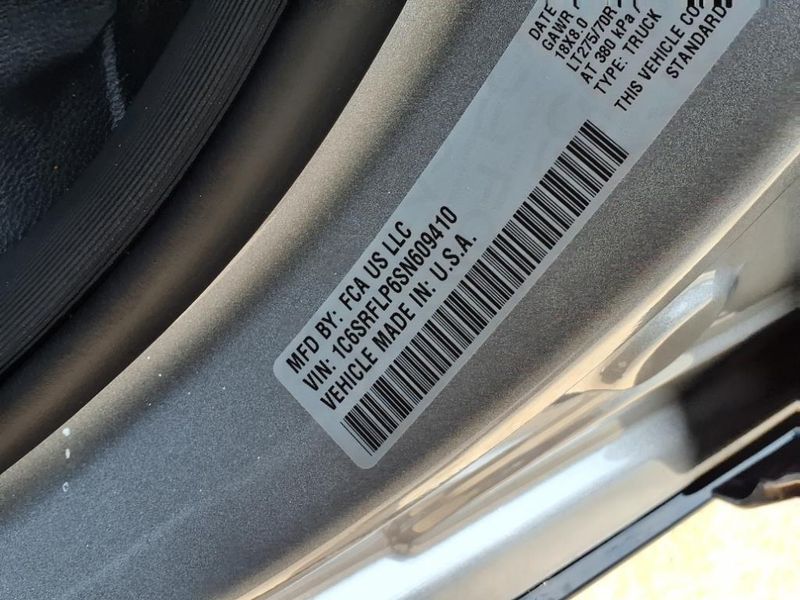 MFD BY: FCA US LLC
VIN: 1C6SRFLP6SN609410
VEHICLE MADE IN: U.S.A.
DATE
GAWR
18X8.0
LT275/70R
AT 380 kPa
TYPE: TRUCK
THIS VEHICLE CO
STANDARD